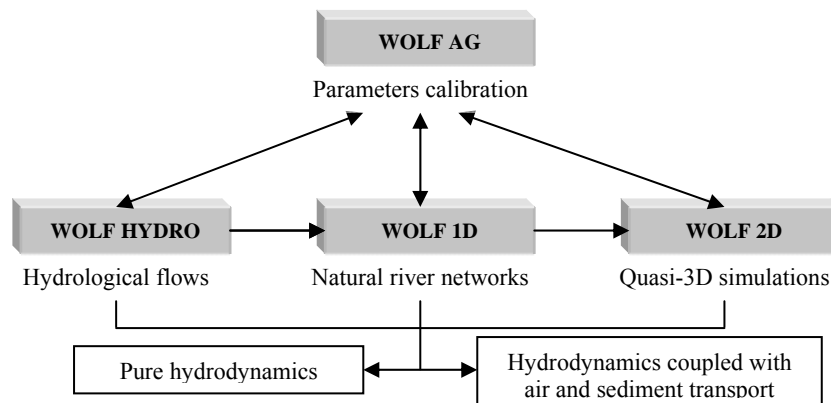 WOLF AG
Parameters calibration
WOLF HYDRO
WOLF 1D
WOLF 2D
Hydrological flows
Natural river networks
Quasi-3D simulations
Pure hydrodynamics
Hydrodynamics coupled with
air and sediment transport